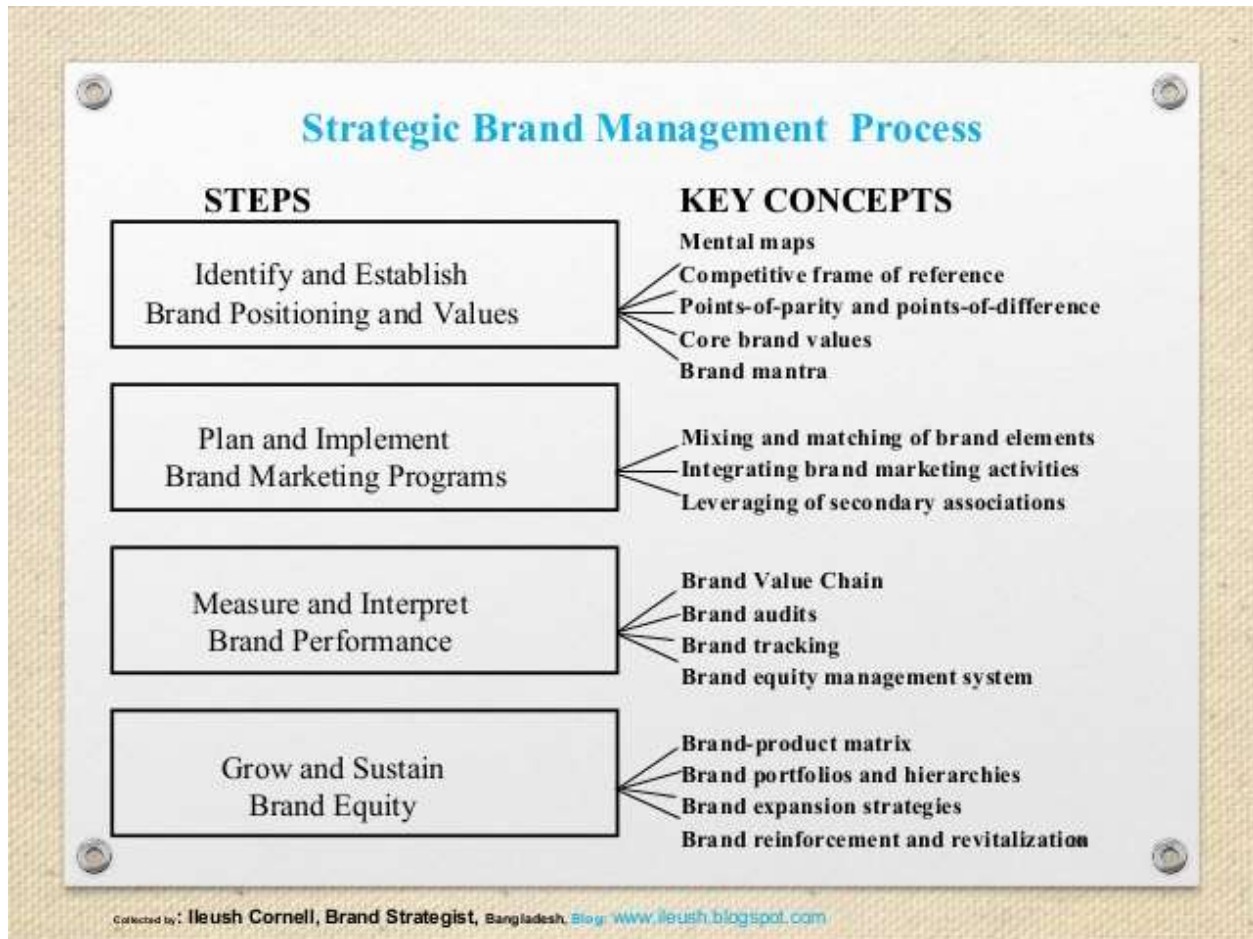 Strategic Brand Management Process
STEPS
KEY CONCEPTS
Identify and Establish
Brand Positioning and Values
Mental maps
Competitive frame of reference
Points-of-parity and points-of-difference
Core brand values
Brand mantra
Plan and Implement
Brand Marketing Programs
Mixing and matching of brand elements
Integrating brand marketing activities
Leveraging of secondary associations
Measure and Interpret
Brand Performance
Brand Value Chain
Brand audits
Brand tracking
Brand equity management system
Grow and Sustain
Brand Equity
Brand-product matrix
Brand portfolios and hierarchies
Brand expansion strategies
Brand reinforcement and revitalization
Collected by: Ileush Cornell, Brand Strategist, Bangladesh, Blog: www.ileush.blogspot.com